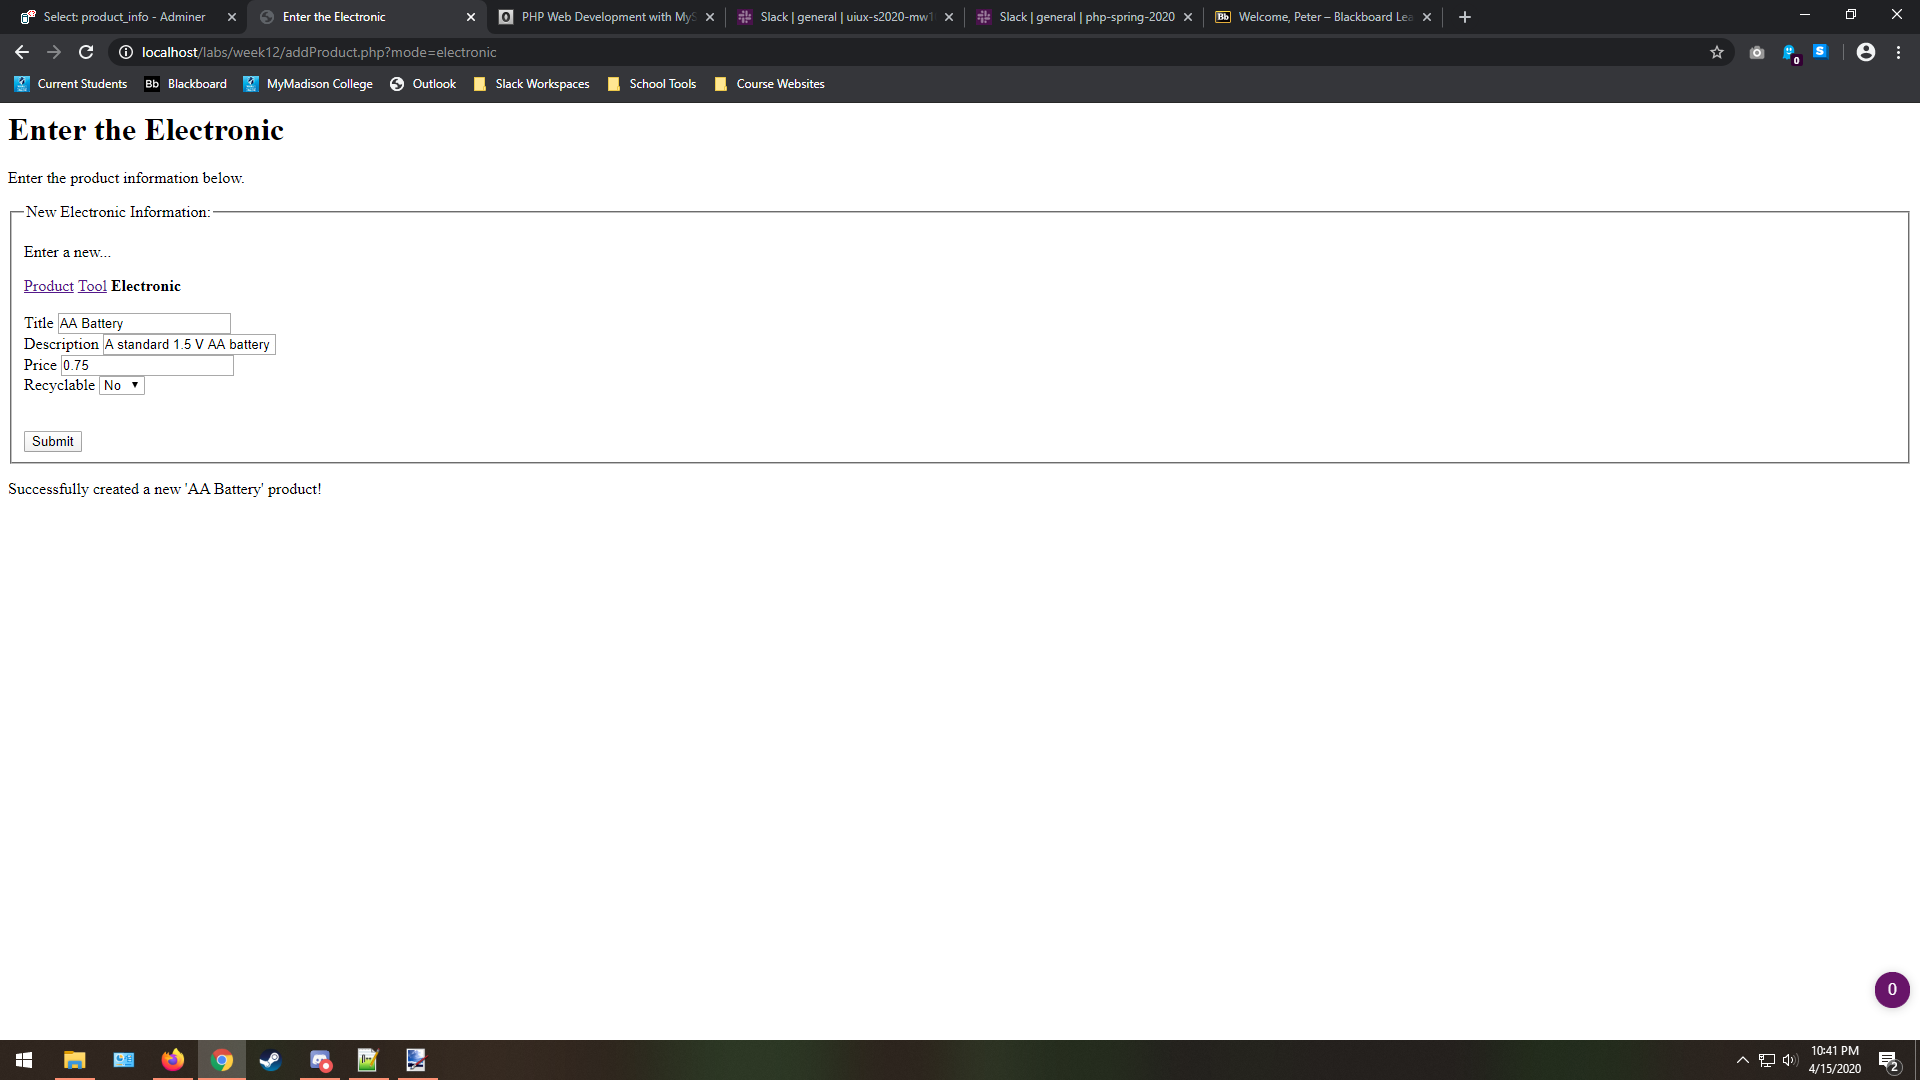 Select: product_info - Adminer
Enter the Electronic
PHP Web Development with MyS
Slack | general | uiux-s2020-mw1
Slack | general | php-spring-2020
Bb Welcome, Peter – Blackboard Lea
localhost/labs/week12/addProduct.php?mode=electronic
0
S
Current Students
Bb Blackboard
MyMadison College
Outlook
Slack Workspaces
School Tools
Course Websites
Enter the Electronic
Enter the product information below.
New Electronic Information:
Enter a new...
Product Tool Electronic
Title AA Battery
Description A standard 1.5 V AA battery
Price 0.75
Recyclable No
Submit
Successfully created a new 'AA Battery' product!
0
10:41 PM
4/15/2020
2